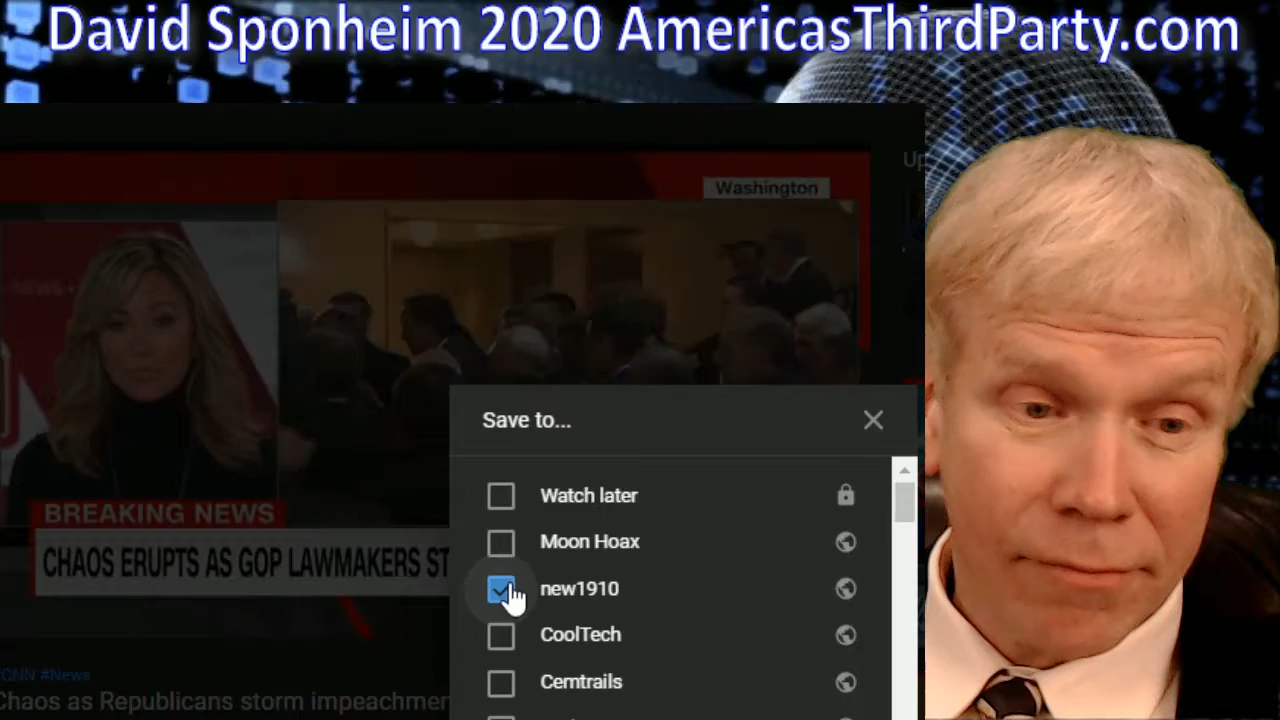 David Sponheim 2020 AmericasThirdParty.com
Up
Washington
Save to...
Watch later
BREAKING NEWS
Moon Hoax
CHAOS ERUPTS AS GOP LAWMAKERS ST
new1910
CoolTech
CNN #News
Cemtrails
Chaos as Republicans storm impeachmer